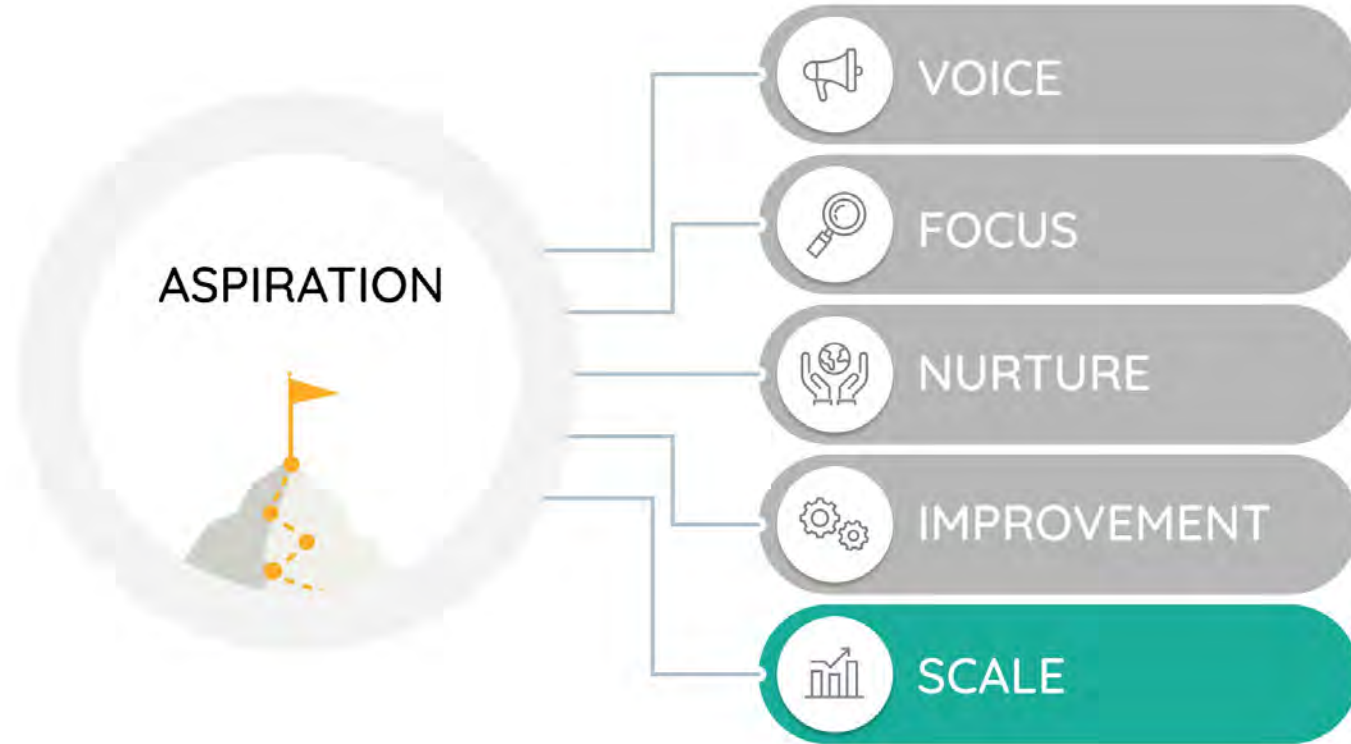 ASPIRATION
VOICE
FOCUS
NURTURE
IMPROVEMENT
SCALE